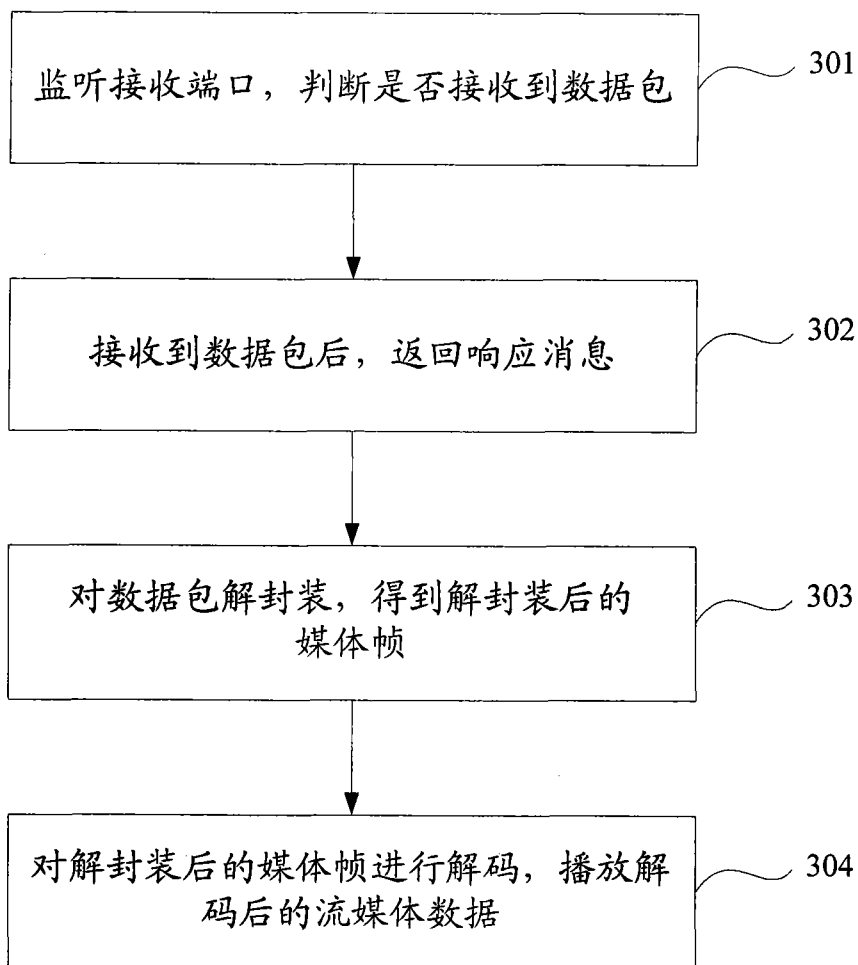 监听接收端口，判断是否接收到数据包
301
接收到数据包后，返回响应消息
302
对数据包解封装，得到解封装后的
媒体帧
303
对解封装后的媒体帧进行解码，播放解
码后的流媒体数据
304